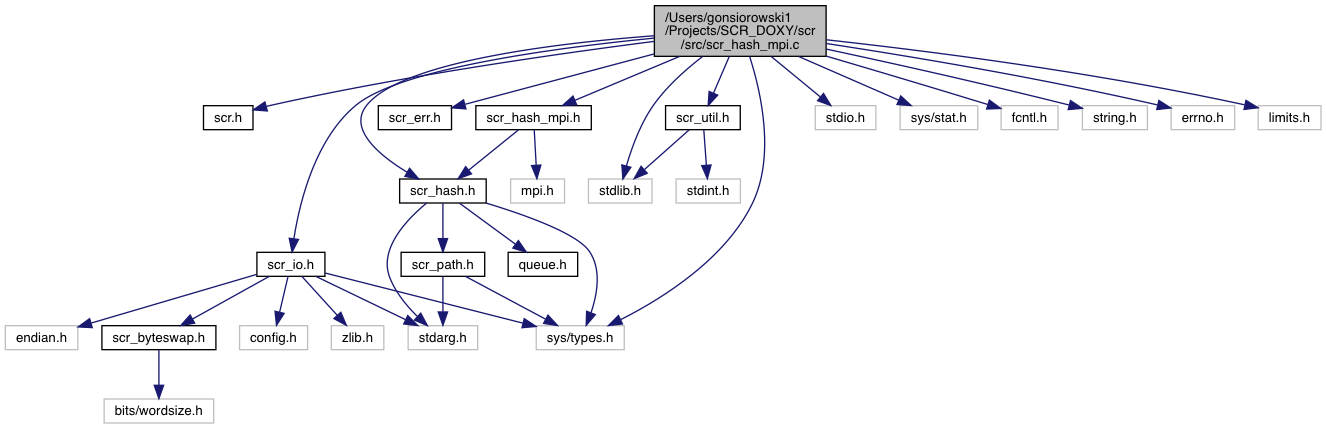 /Users/gonsiorowski1
/Projects/SCR_DOXY/scr
/src/scr_hash_mpi.c
scr.h
scr_err.h
scr_hash_mpi.h
scr_util.h
stdio.h
sys/stat.h
fcntl.h
string.h
errno.h
limits.h
scr_hash.h
mpi.h
stdlib.h
stdint.h
scr_io.h
scr_path.h
queue.h
endian.h
scr_byteswap.h
config.h
zlib.h
stdarg.h
sys/types.h
bits/wordsize.h